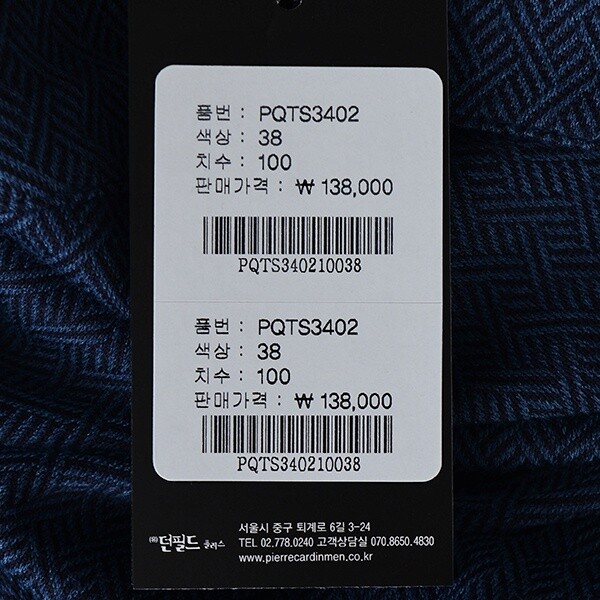 품번 : PQTS3402
색상 : 38
치수 : 100
판매가격 : ₩ 138,000
PQTS340210038
품번 : PQTS3402
색상 : 38
치수 : 100
판매가격 : ₩ 138,000
PQTS340210038
서울시 중구 퇴계로 6길 3-24
㈜던필드 플러스 TEL 02.778.0240 고객상담실 070.8650.4830
www.pierrecardinmen.co.kr